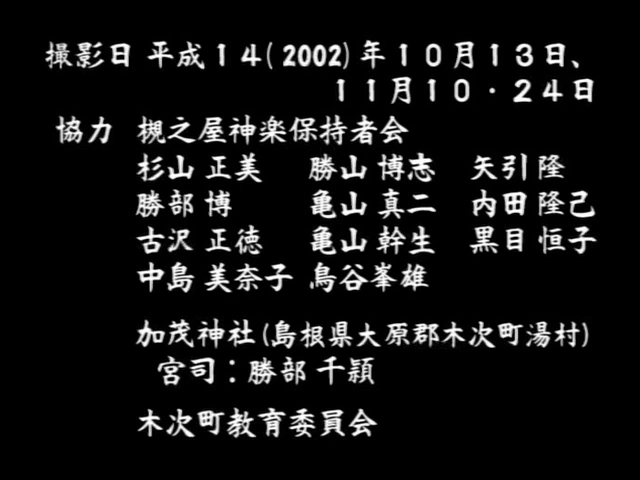 撮影日 平成14(2002)年10月13日、
11月10・24日
協力 槻之屋神楽保持者会
杉山 正美 勝山 博志 矢引 隆
勝部 博 亀山 真二 内田 隆己
古沢 正徳 亀山 幹生 黒目 恒子
中島 美奈子 鳥谷峯雄
加茂神社(島根県大原郡木次町湯村)
宮司:勝部 千穎
木次町教育委員会